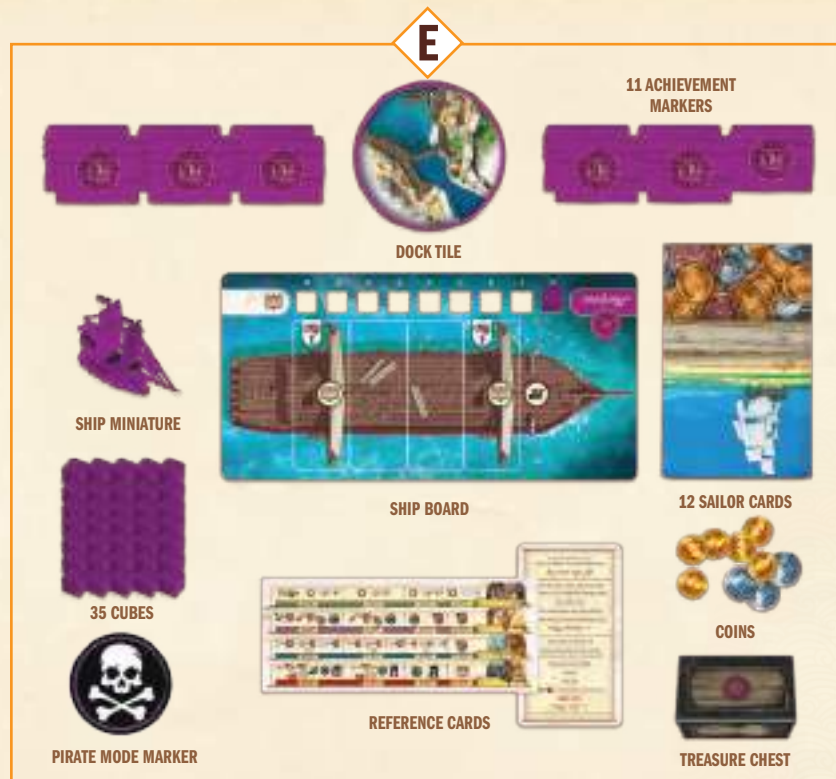 E
11 ACHIEVEMENT
MARKERS
DOCK TILE
SHIP MINIATURE
SHIP BOARD
12 SAILOR CARDS
35 CUBES
COINS
REFERENCE CARDS
PIRATE MODE MARKER
TREASURE CHEST